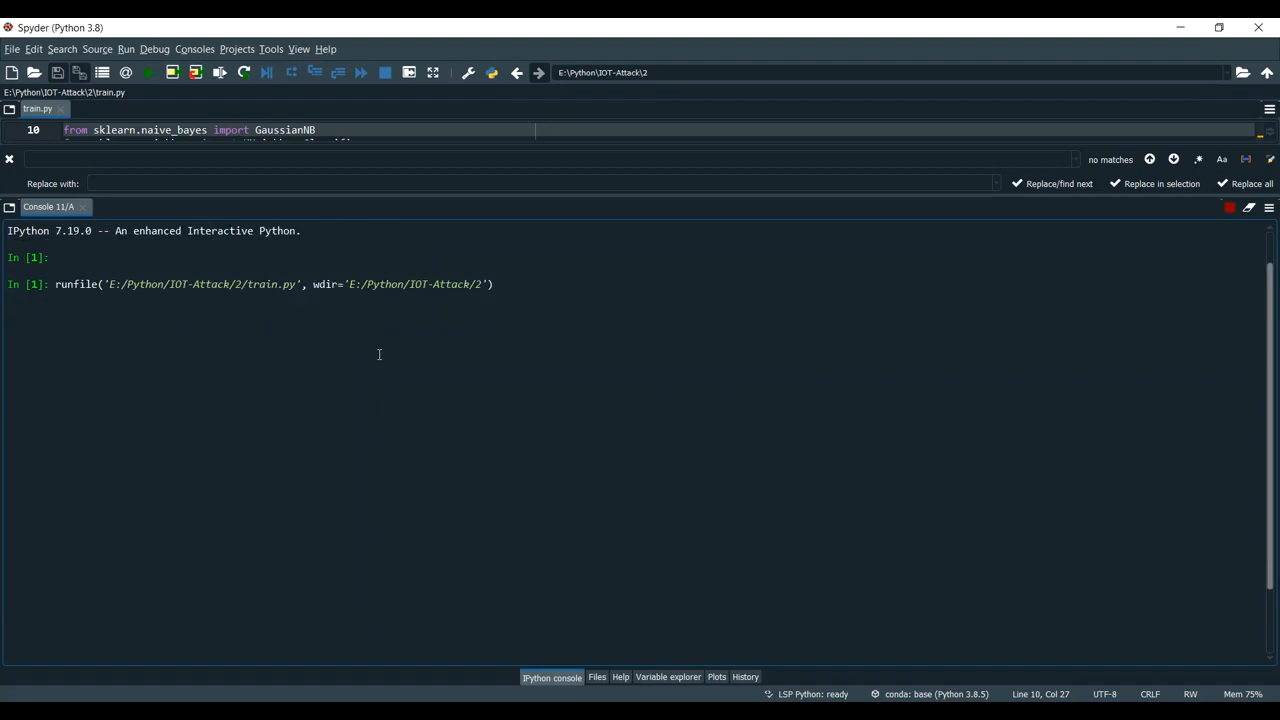 Spyder (Python 3.8)
File Edit Search Source Run Debug Consoles Projects Tools View Help
E:\Python\IOT-Attack\2
E:\Python\IOT-Attack\2\train.py
train.py
10 from sklearn.naive_bayes import GaussianNB
no matches Aa
Replace with: Replace/find next Replace in selection Replace all
Console 11/A
IPython 7.19.0 -- An enhanced Interactive Python.
In [1]:
In [1]: runfile('E:/Python/IOT-Attack/2/train.py', wdir='E:/Python/IOT-Attack/2')
IPython console Files Help Variable explorer Plots History
LSP Python: ready conda: base (Python 3.8.5) Line 10, Col 27 UTF-8 CRLF RW Mem 75%